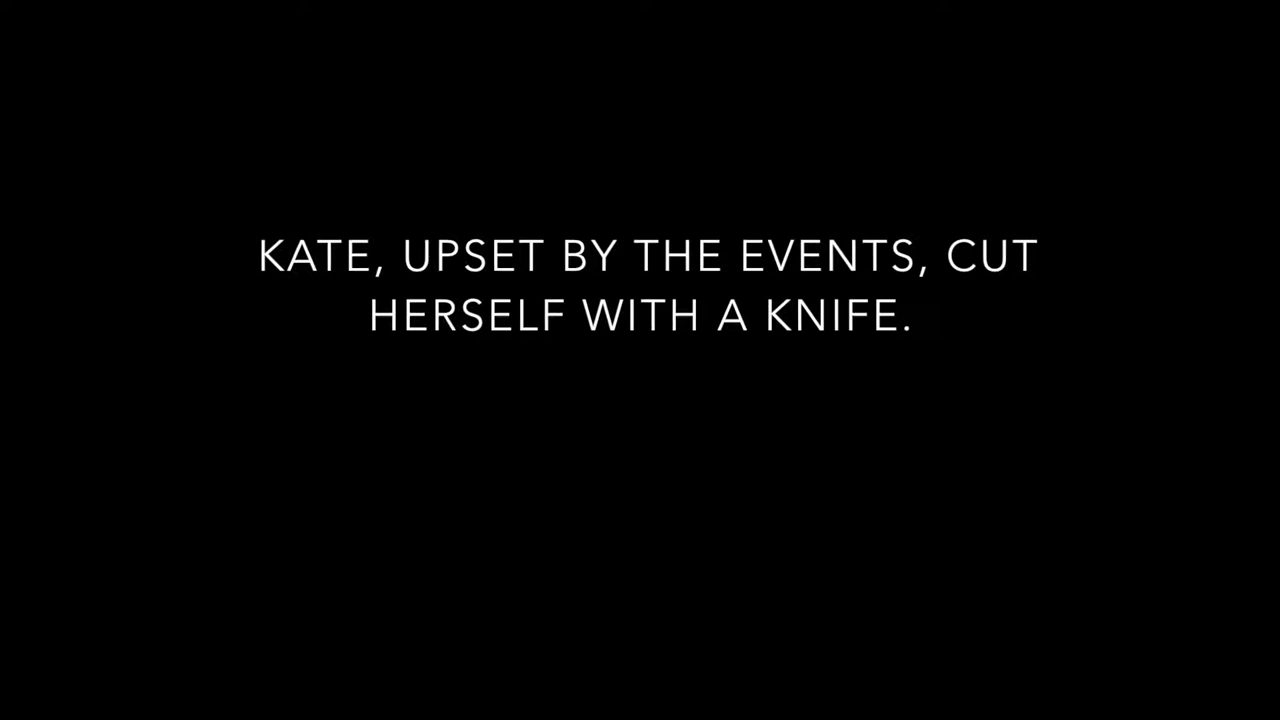 KATE, UPSET BY THE EVENTS, CUT
HERSELF WITH A KNIFE.